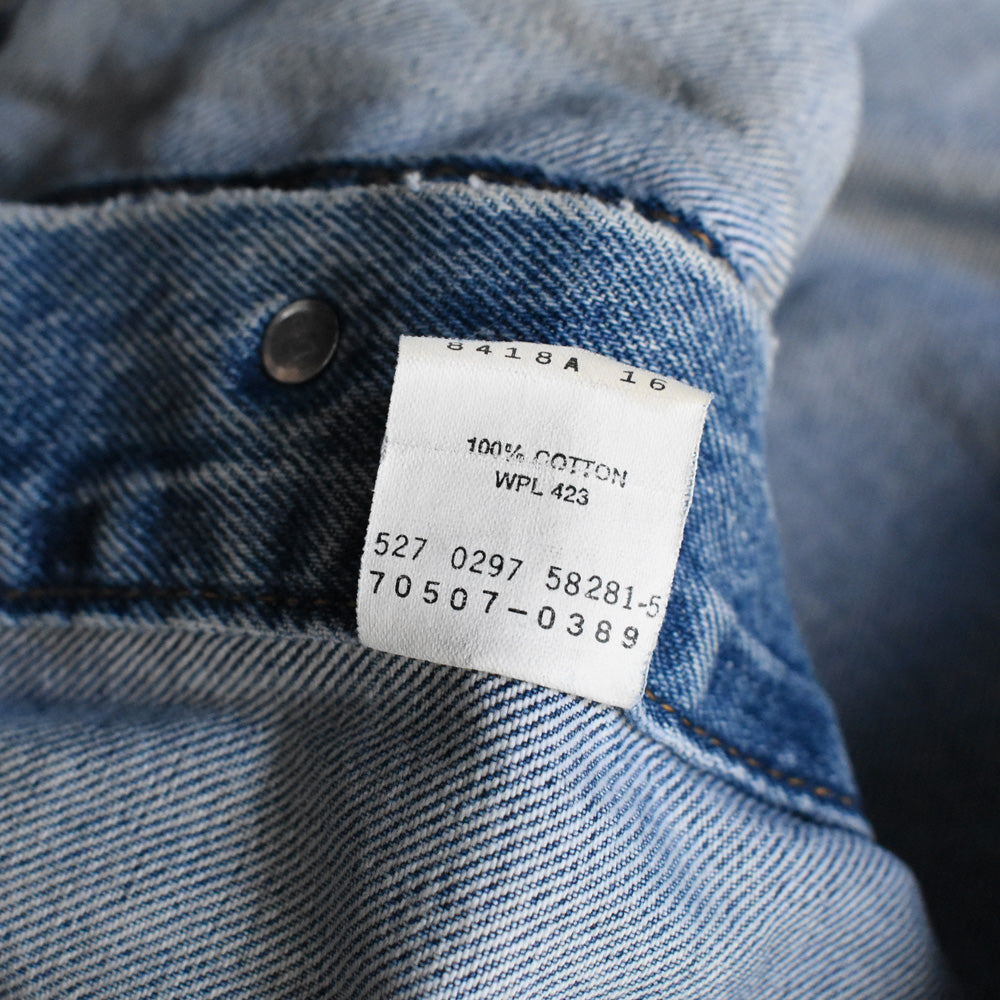 8418A 16
100% COTTON
WPL 423
527 0297 58281-5
70507-0389